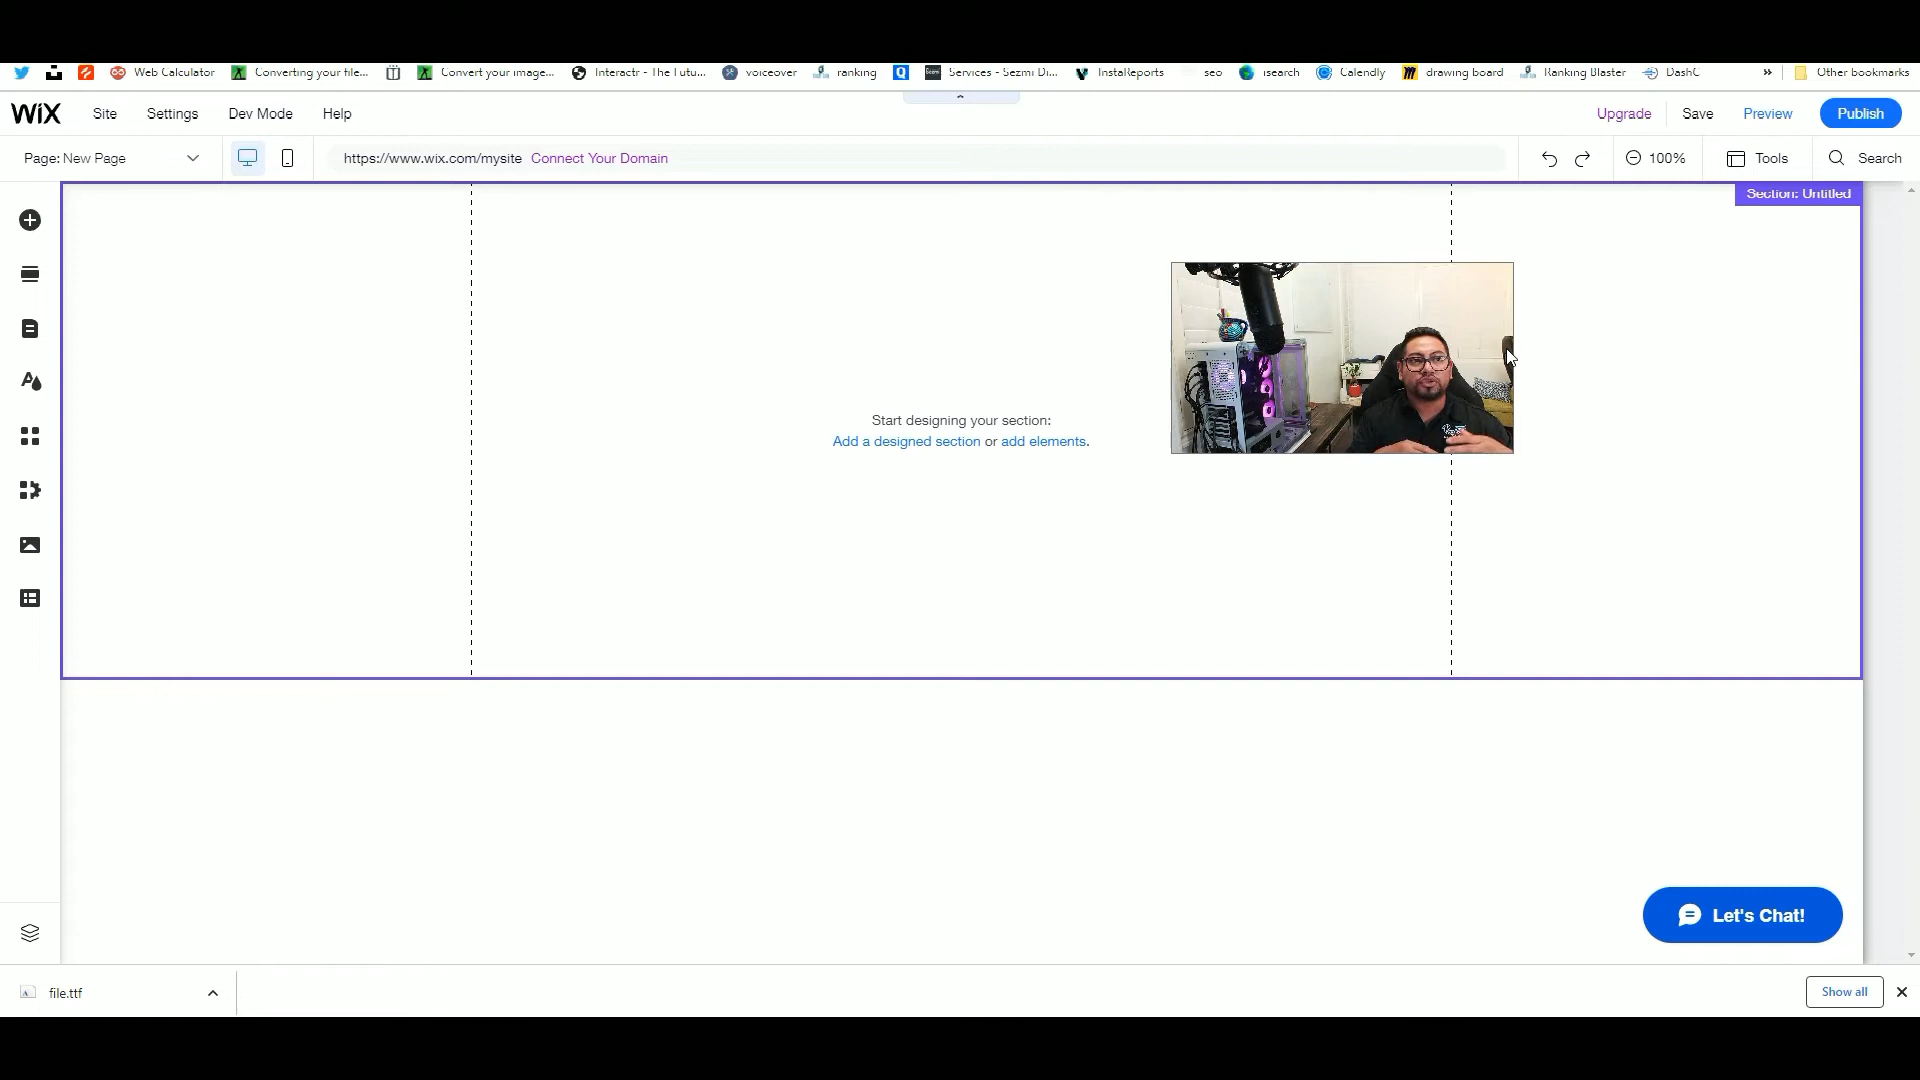 Web Calculator
Converting your file...
Convert your image...
Interactr - The Futu...
voiceover
ranking
Services - Sezmi Di...
InstaReports
seo
isearch
Calendly
drawing board
Ranking Blaster
DashC
»
Other bookmarks
WiX
Site
Settings
Dev Mode
Help
Upgrade
Save
Preview
Publish
Page: New Page
https://www.wix.com/mysite Connect Your Domain
100%
Tools
Search
Section: Untitled
Start designing your section:
Add a designed section or add elements.
Let's Chat!
file.ttf
Show all